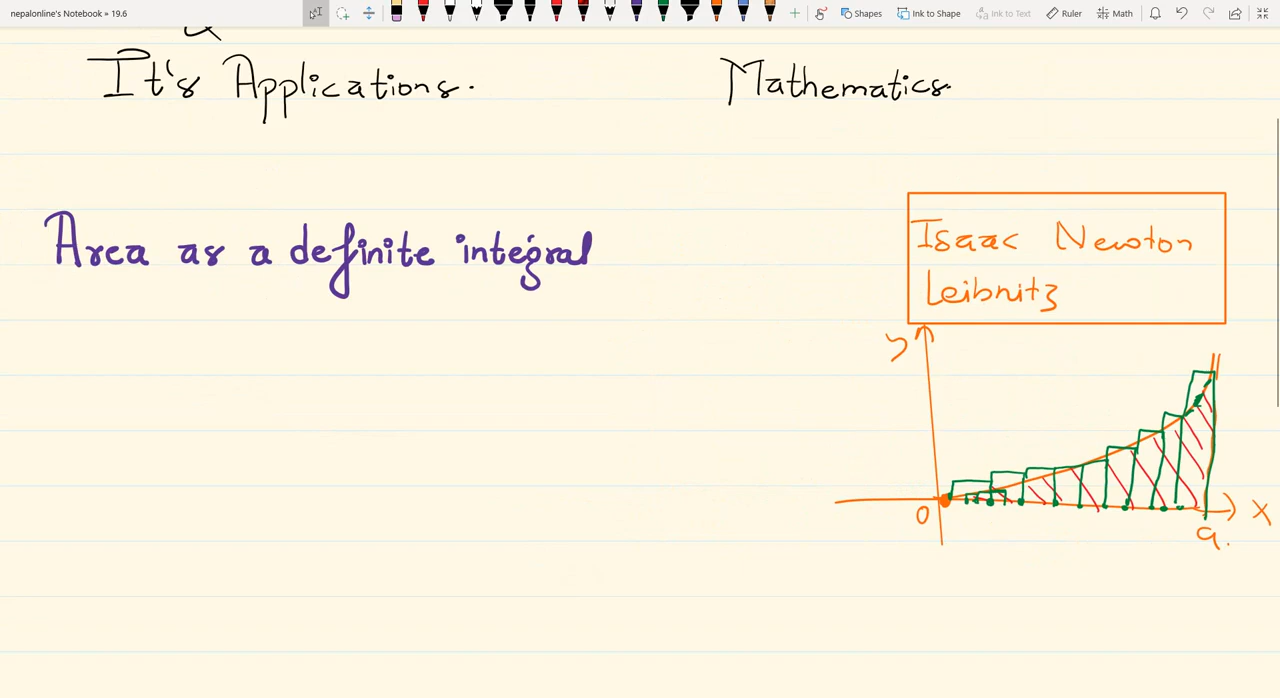 nepalonline's Notebook » 19.6
Shapes
Ink to Shape
Ink to Text
Ruler
Math
It's Applications.
Mathematics.
Area as a definite integral
Isaac Newton
Leibnitz
y
0
x
a.